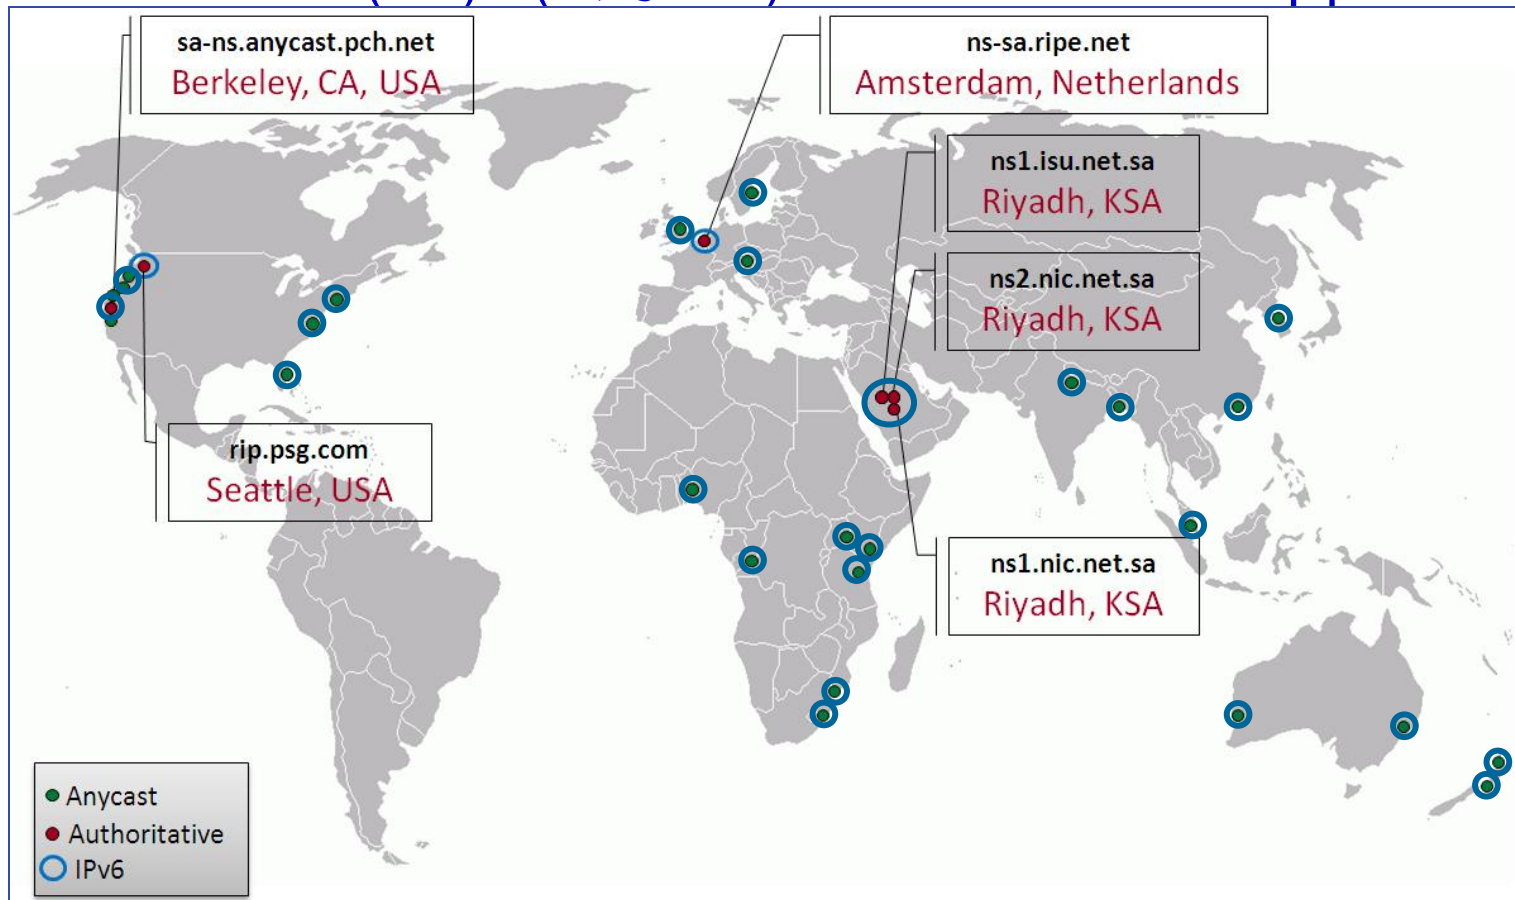 sa-ns.anycast.pch.net
Berkeley, CA, USA
ns-sa.ripe.net
Amsterdam, Netherlands
ns1.isu.net.sa
Riyadh, KSA
ns2.nic.net.sa
Riyadh, KSA
rip.psg.com
Seattle, USA
ns1.nic.net.sa
Riyadh, KSA
Anycast
Authoritative
IPv6